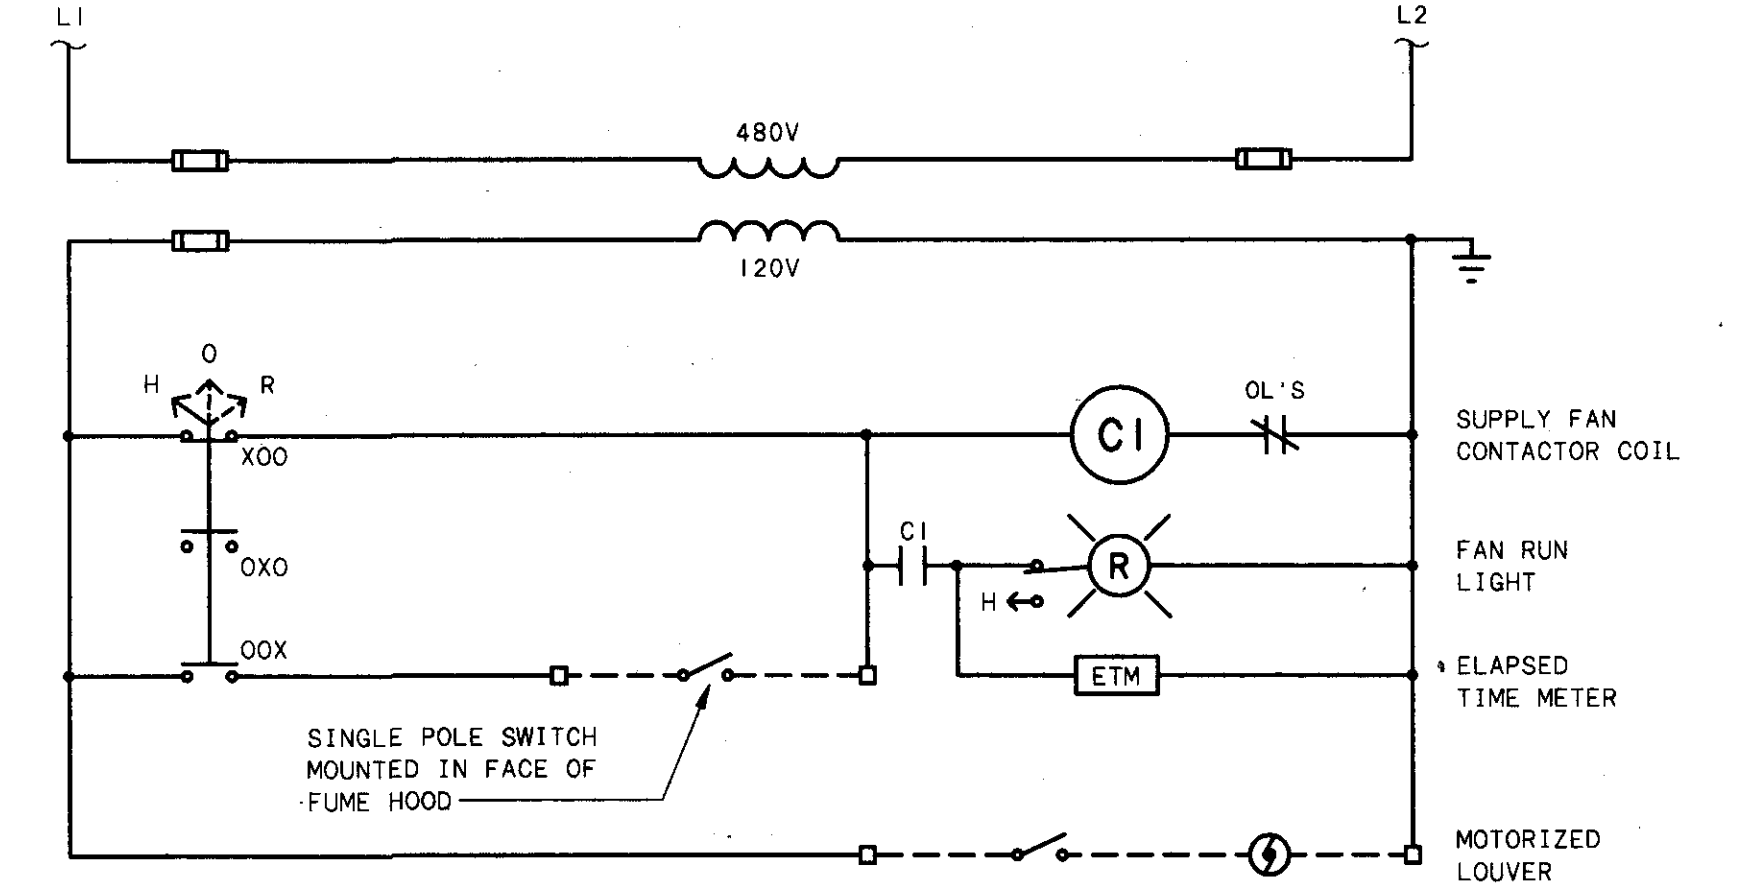 L1
L2
480V
120V
O
H
R
XOO
OXO
OOX
C1
OL'S
SUPPLY FAN
CONTACTOR COIL
C1
R
H
FAN RUN
LIGHT
ETM
ELAPSED
TIME METER
SINGLE POLE SWITCH
MOUNTED IN FACE OF
FUME HOOD
MOTORIZED
LOUVER